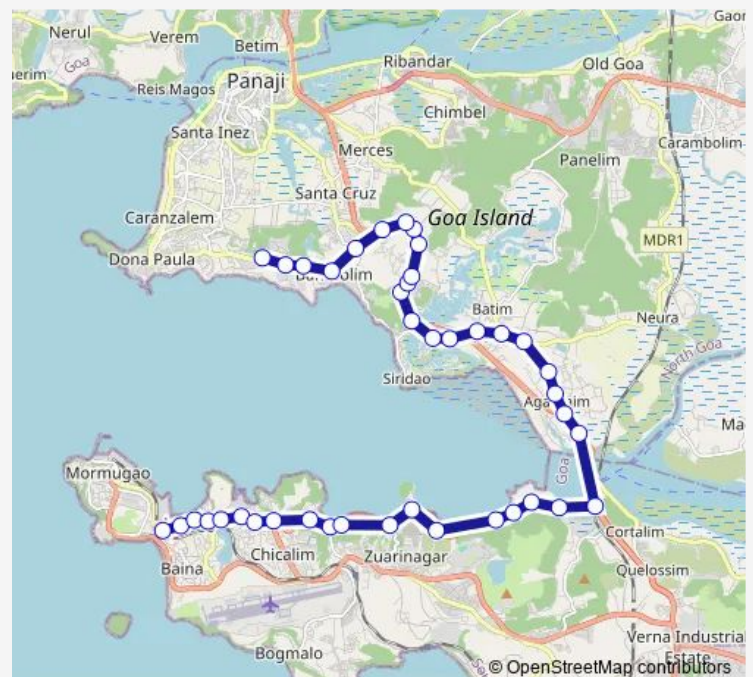 Nerul
Verem
Betim
Goa
Reis Magos
Panaji
Ribandar
Old Goa
Chimbel
Carambolim
Santa Inez
Merces
Panelim
Santa Cruz
Caranzalem
Goa Island
MDR1
Dona Paula
Batim
Neura
North Goa
Siridao
Goa
Mormugao
Cortalim
Chicalim
Zuarinagar
Baina
Quelossim
Verna Industrial
Estate
Bogmalo
© OpenStreetMap contributors